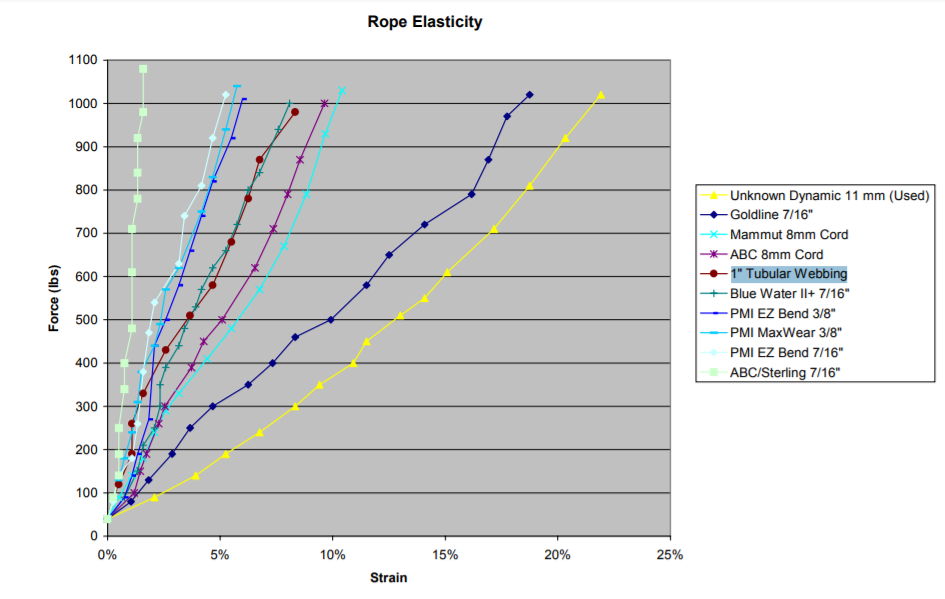 Rope Elasticity
1100
1000
900
800
700
600
500
400
300
200
100
0
Force (lbs)
0% 5% 10% 15% 20% 25%
Strain
Unknown Dynamic 11 mm (Used)
Goldline 7/16"
Mammut 8mm Cord
ABC 8mm Cord
1" Tubular Webbing
Blue Water II+ 7/16"
PMI EZ Bend 3/8"
PMI MaxWear 3/8"
PMI EZ Bend 7/16"
ABC/Sterling 7/16"